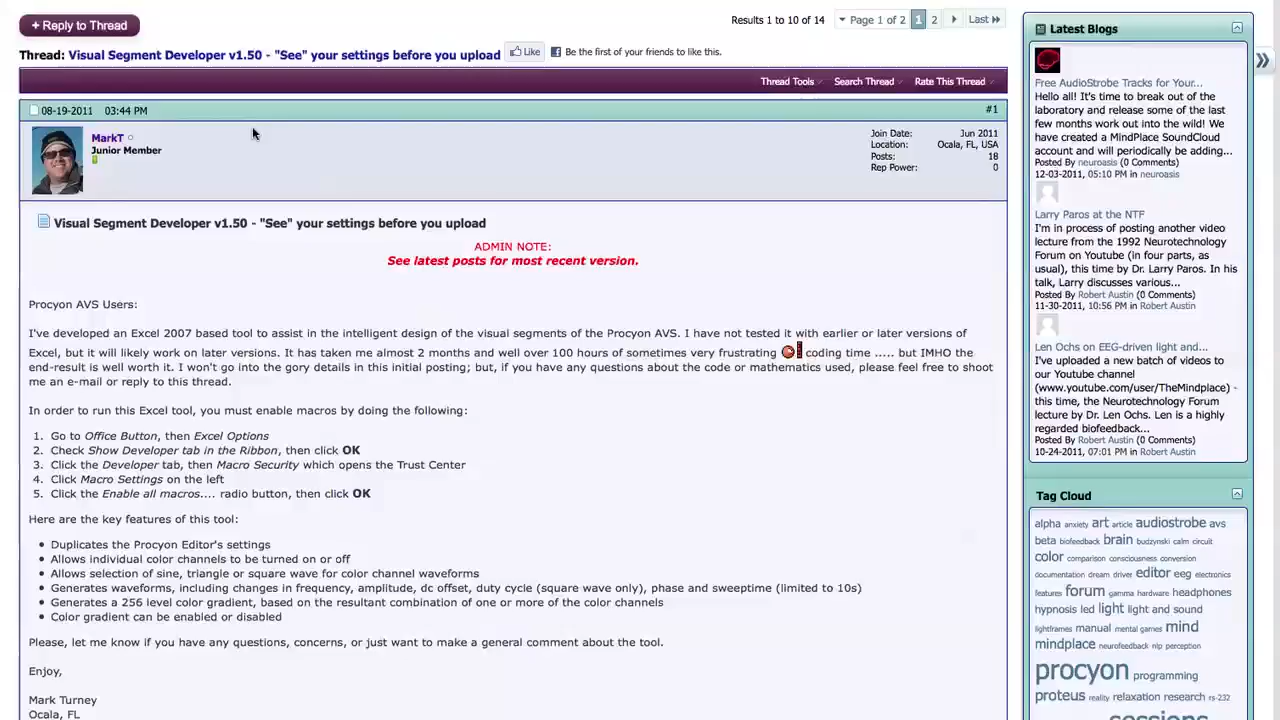 + Reply to Thread
Results 1 to 10 of 14
Page 1 of 2
1
2
Last
Thread: Visual Segment Developer v1.50 - "See" your settings before you upload
Like
Be the first of your friends to like this.
Thread Tools
Search Thread
Rate This Thread
08-19-2011 03:44 PM
#1
MarkT
Junior Member
Join Date: Jun 2011
Location: Ocala, FL, USA
Posts: 18
Rep Power: 0
Visual Segment Developer v1.50 - "See" your settings before you upload
ADMIN NOTE:
See latest posts for most recent version.
Procyon AVS Users:
I've developed an Excel 2007 based tool to assist in the intelligent design of the visual segments of the Procyon AVS. I have not tested it with earlier or later versions of
Excel, but it will likely work on later versions. It has taken me almost 2 months and well over 100 hours of sometimes very frustrating coding time ..... but IMHO the
end-result is well worth it. I won't go into the gory details in this initial posting; but, if you have any questions about the code or mathematics used, please feel free to shoot
me an e-mail or reply to this thread.
In order to run this Excel tool, you must enable macros by doing the following:
1. Go to Office Button, then Excel Options
2. Check Show Developer tab in the Ribbon, then click OK
3. Click the Developer tab, then Macro Security which opens the Trust Center
4. Click Macro Settings on the left
5. Click the Enable all macros.... radio button, then click OK
Here are the key features of this tool:
• Duplicates the Procyon Editor's settings
• Allows individual color channels to be turned on or off
• Allows selection of sine, triangle or square wave for color channel waveforms
• Generates waveforms, including changes in frequency, amplitude, dc offset, duty cycle (square wave only), phase and sweeptime (limited to 10s)
• Generates a 256 level color gradient, based on the resultant combination of one or more of the color channels
• Color gradient can be enabled or disabled
Please, let me know if you have any questions, concerns, or just want to make a general comment about the tool.
Enjoy,
Mark Turney
Ocala, FL
Latest Blogs
Free AudioStrobe Tracks for Your...
Hello all! It's time to break out of the
laboratory and release some of the last
few months work out into the wild! We
have created a MindPlace SoundCloud
account and will periodically be adding...
Posted By neuroasis (0 Comments)
12-03-2011, 05:10 PM in neuroasis
Larry Paros at the NTF
I'm in process of posting another video
lecture from the 1992 Neurotechnology
Forum on Youtube (in four parts, as
usual), this time by Dr. Larry Paros. In his
talk, Larry discusses various...
Posted By Robert Austin (0 Comments)
11-30-2011, 10:56 PM in Robert Austin
Len Ochs on EEG-driven light and...
I've uploaded a new batch of videos to
our Youtube channel
(www.youtube.com/user/TheMindplace) -
this time, the Neurotechnology Forum
lecture by Dr. Len Ochs. Len is a highly
regarded biofeedback...
Posted By Robert Austin (0 Comments)
10-24-2011, 07:01 PM in Robert Austin
Tag Cloud
alpha anxiety art article audiostrobe avs
beta biofeedback brain budzynski calm circuit
color comparison consciousness conversion
documentation dream driver editor eeg electronics
features forum gamma hardware headphones
hypnosis led light light and sound
lightframes manual mental games mind
mindplace neurofeedback nlp perception
procyon programming
proteus reality relaxation research rs-232
sessions